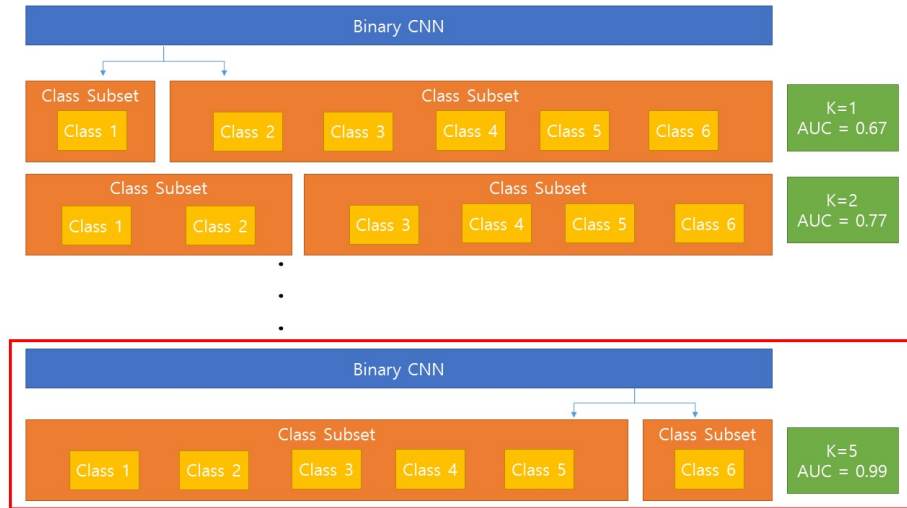 Binary CNN
Class Subset
Class 1
Class Subset
Class 2
Class 3
Class 4
Class 5
Class 6
K=1
AUC = 0.67
Class Subset
Class 1
Class 2
Class Subset
Class 3
Class 4
Class 5
Class 6
K=2
AUC = 0.77
Binary CNN
Class Subset
Class 1
Class 2
Class 3
Class 4
Class 5
Class Subset
Class 6
K=5
AUC = 0.99